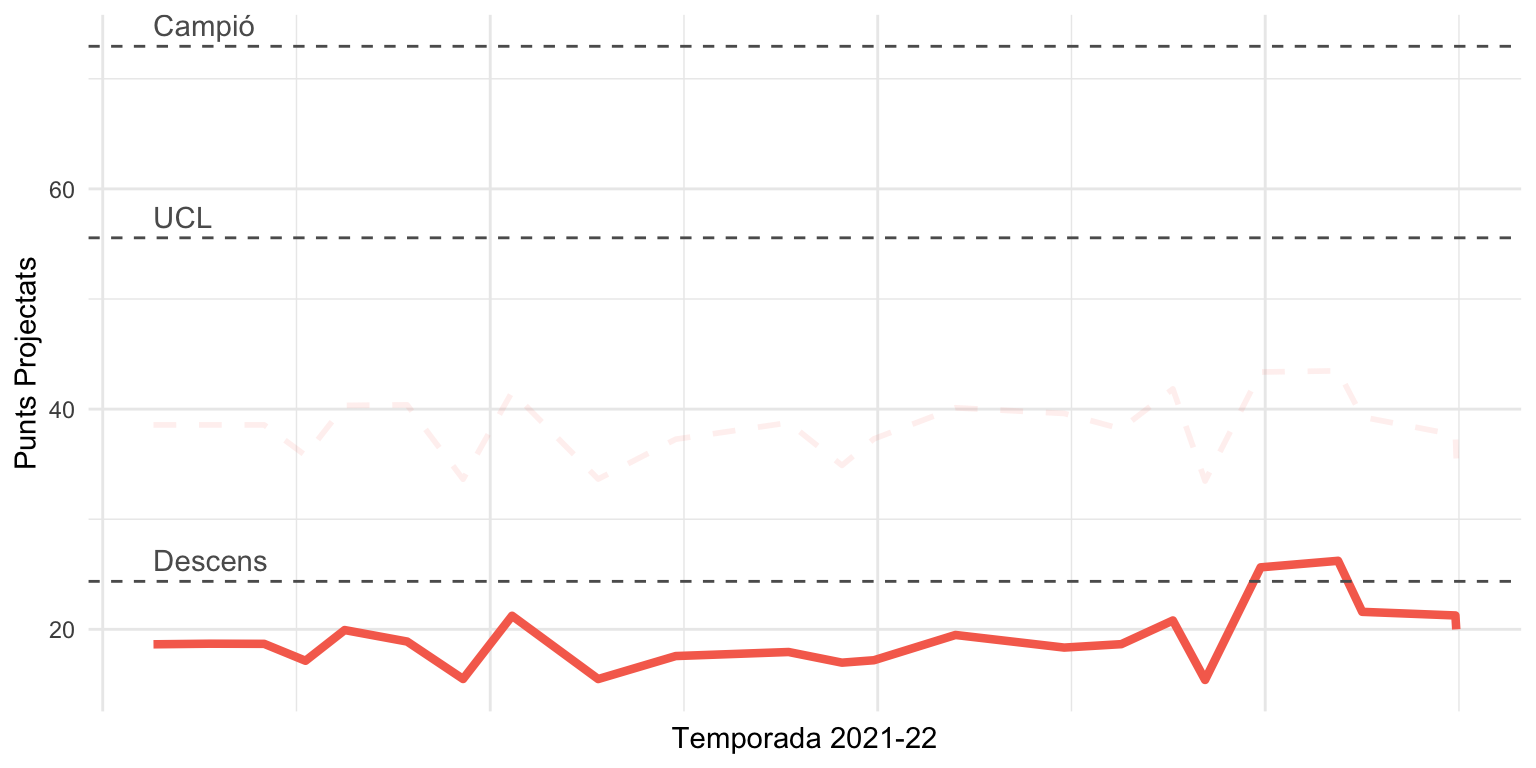 Campió
60
UCL
Punts Projectats
40
Descens
20
Temporada 2021-22